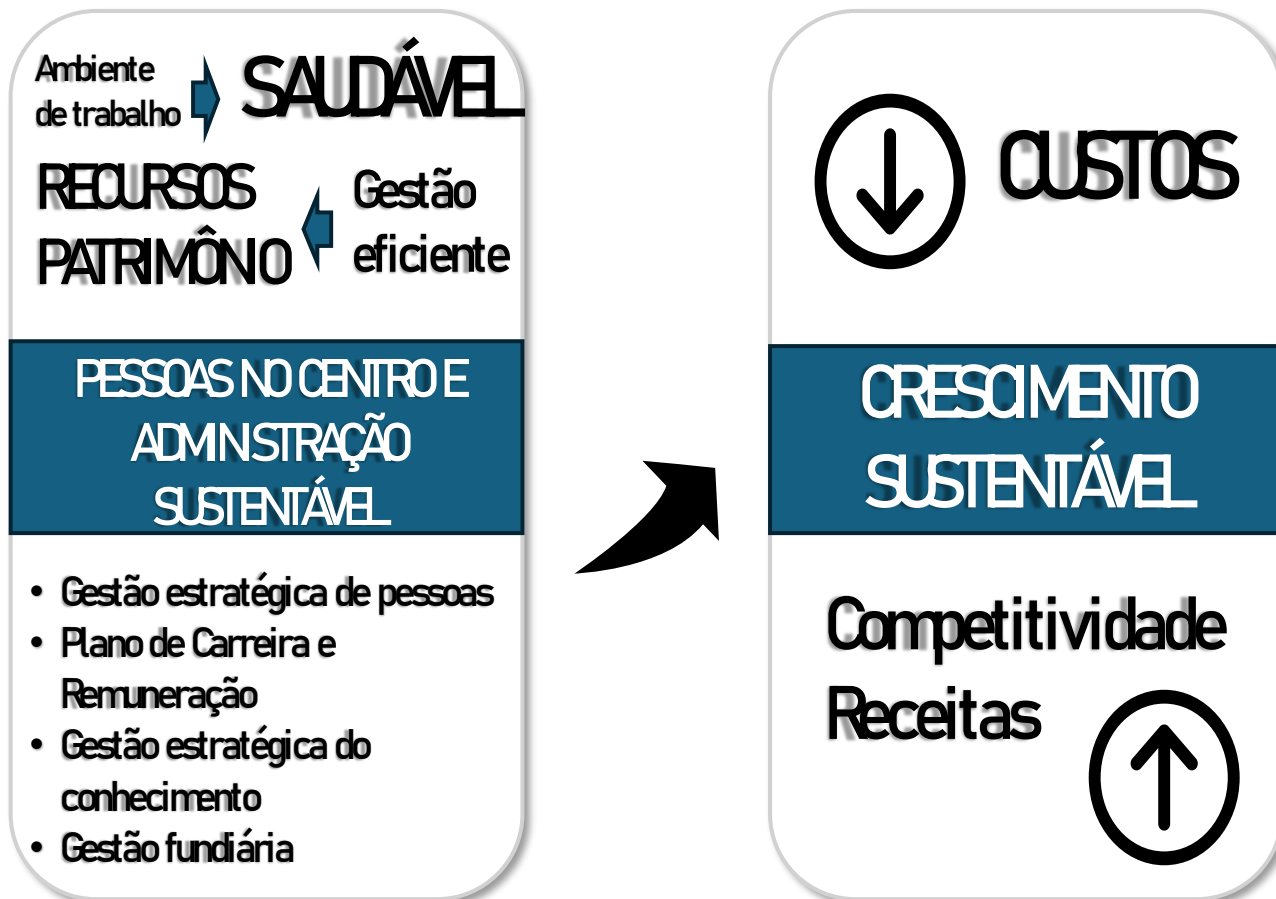 Ambiente
de trabalho
SAUDÁVEL
RECURSOS
PATRIMÔNIO
Gestão
eficiente
PESSOAS NO CENTRO E
ADMINISTRAÇÃO
SUSTENTÁVEL
• Gestão estratégica de pessoas
• Plano de Carreira e
Remuneração
• Gestão estratégica do
conhecimento
• Gestão fundiária
CUSTOS
CRESCIMENTO
SUSTENTÁVEL
Competitividade
Receitas